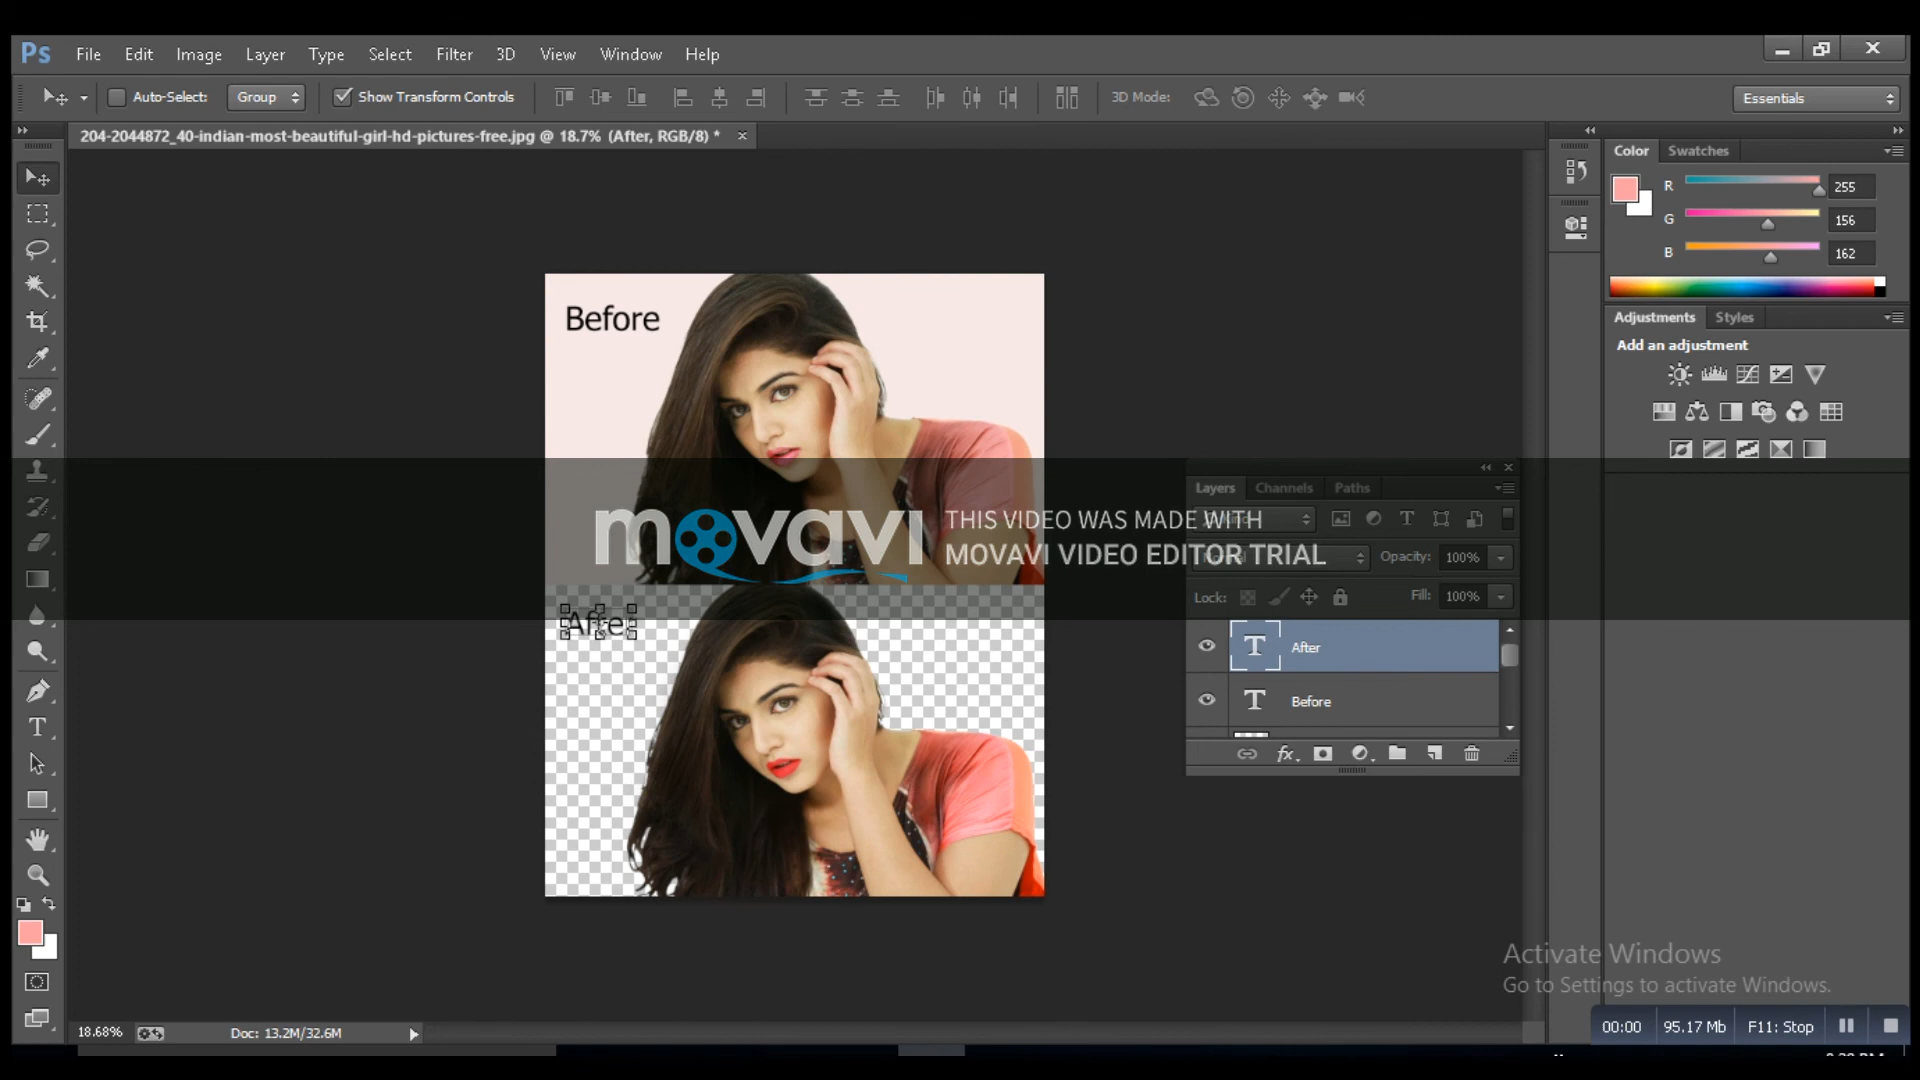 Ps File Edit Image Layer Type Select Filter 3D View Window Help
Auto-Select: Group Show Transform Controls 3D Mode: Essentials
204-2044872_40-indian-most-beautiful-girl-hd-pictures-free.jpg @ 18.7% (After, RGB/8) *
Color Swatches
R 255
G 156
B 162
Adjustments Styles
Add an adjustment
Before
Layers Channels Paths
movavi
THIS VIDEO WAS MADE WITH
MOVAVI VIDEO EDITOR TRIAL
Opacity: 100%
Lock: Fill: 100%
After
T After
T Before
Activate Windows
Go to Settings to activate Windows.
18.68% Doc: 13.2M/32.6M
00:00 95.17 Mb F11: Stop